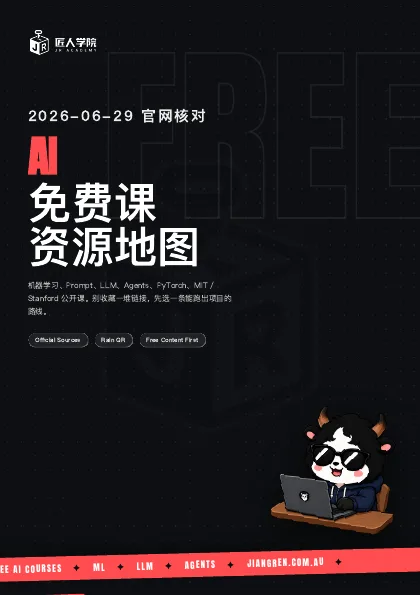 匠人学院
JR ACADEMY
FREE
2026-06-29 官网核对
AI
免费课
资源地图
机器学习、Prompt、LLM、Agents、PyTorch、MIT /
Stanford 公开课。别收藏一堆链接，先选一条能跑出项目的
路线。
Official Sources
Rain QR
Free Content First
EE AI COURSES ✦ ML ✦ LLM ✦ AGENTS ✦ JIANGREN.COM.AU ✦